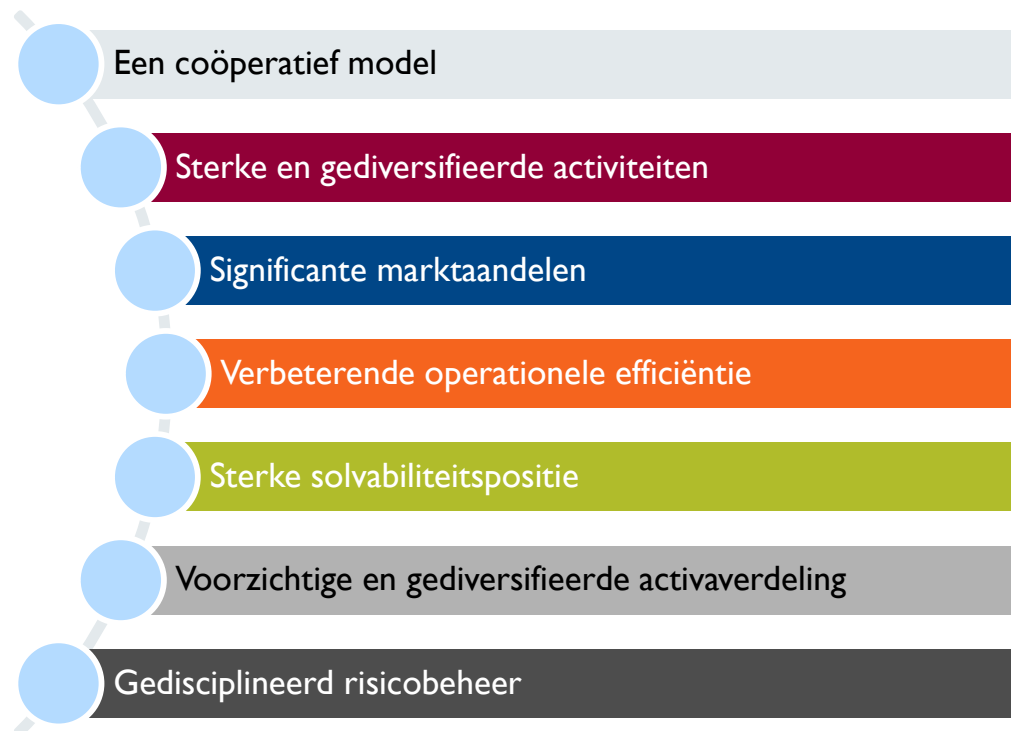 Een coöperatief model
Sterke en gediversifieerde activiteiten
Significante marktaandelen
Verbeterende operationele efficiëntie
Sterke solvabiliteitspositie
Voorzichtige en gediversifieerde activaverdeling
Gedisciplineerd risicobeheer